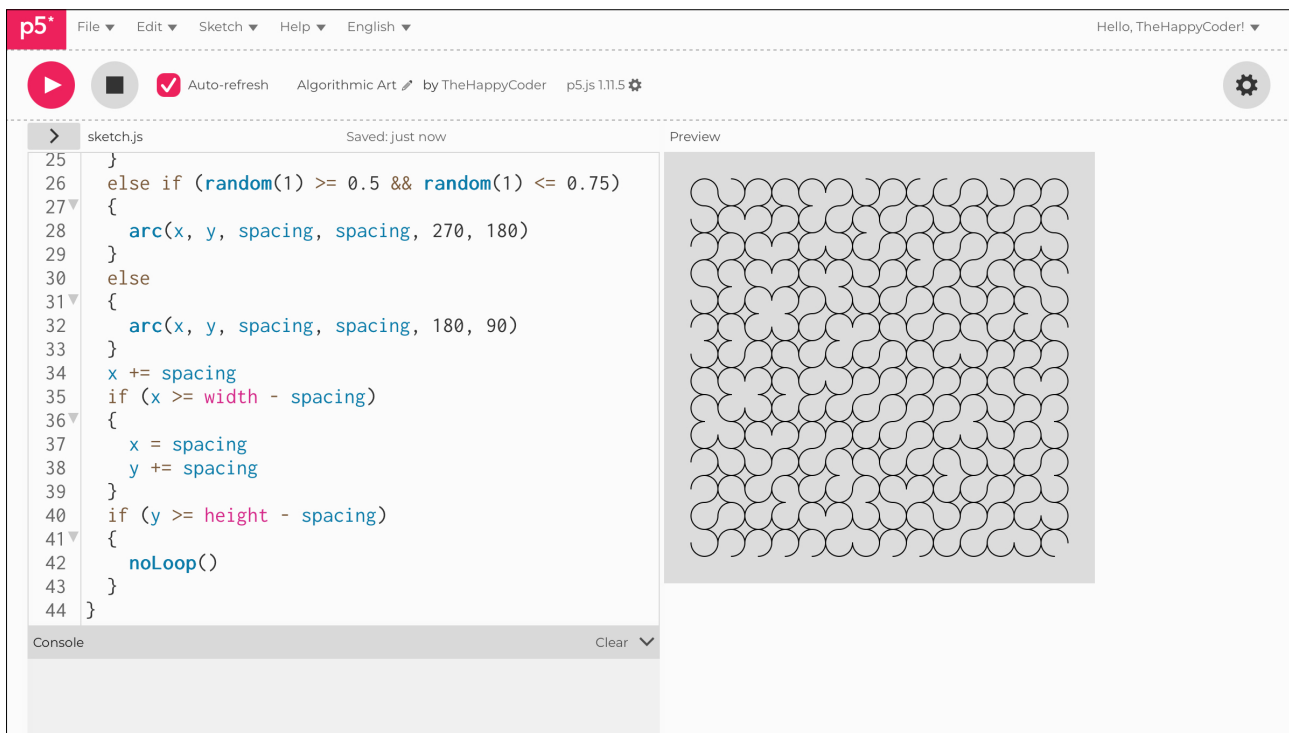 p5* File Edit Sketch Help English Hello, TheHappyCoder!
Auto-refresh Algorithmic Art by TheHappyCoder p5.js 1.11.5
sketch.js Saved: just now Preview
25 }
26 else if (random(1) >= 0.5 && random(1) <= 0.75)
27 {
28 arc(x, y, spacing, spacing, 270, 180)
29 }
30 else
31 {
32 arc(x, y, spacing, spacing, 180, 90)
33 }
34 x += spacing
35 if (x >= width - spacing)
36 {
37 x = spacing
38 y += spacing
39 }
40 if (y >= height - spacing)
41 {
42 noLoop()
43 }
44 }
Console Clear